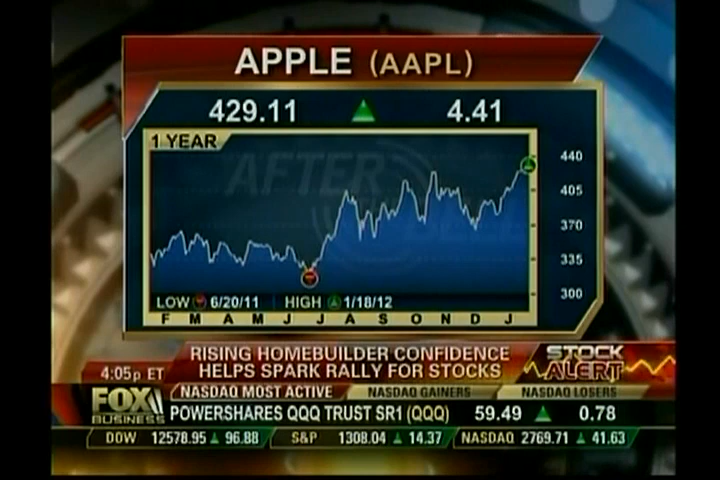 APPLE (AAPL)
429.11 4.41
1 YEAR
AFTER
440
405
370
335
300
LOW 6/20/11 HIGH 1/18/12
F M A M J J A S O N D J
RISING HOMEBUILDER CONFIDENCE
HELPS SPARK RALLY FOR STOCKS
STOCK
ALERT
4:05p ET
NASDAQ MOST ACTIVE NASDAQ GAINERS NASDAQ LOSERS
FOX
BUSINESS
POWERSHARES QQQ TRUST SR1 (QQQ) 59.49 0.78
DOW 12578.95 96.88 S&P 1308.04 14.37 NASDAQ 2769.71 41.63